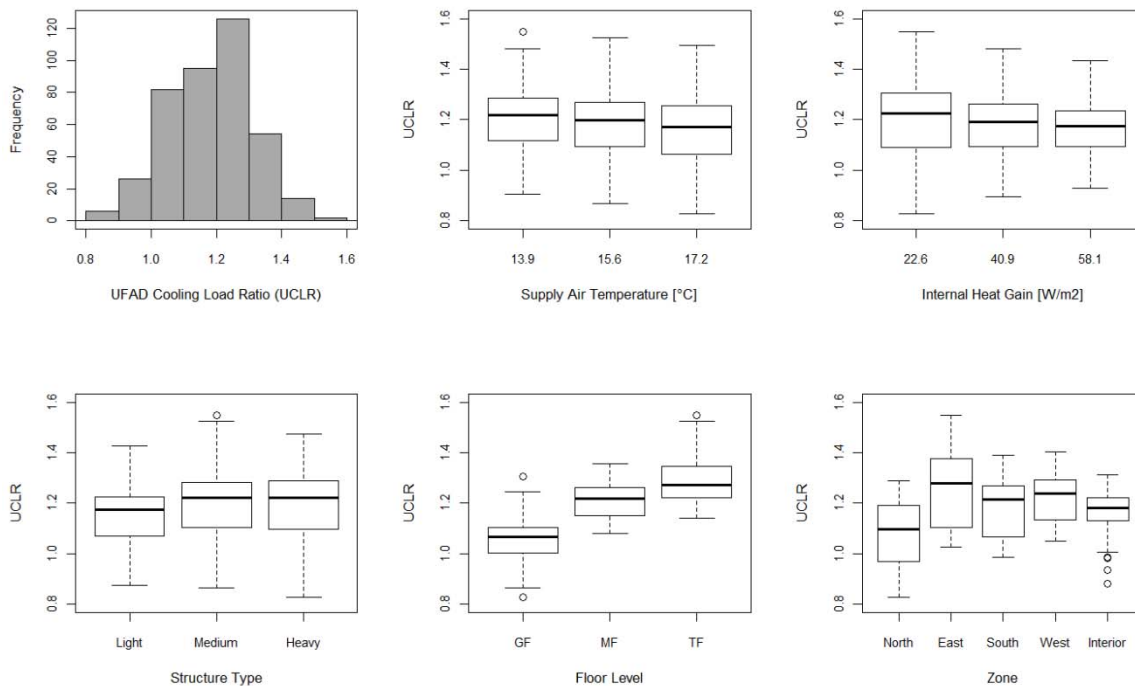 Frequency
0 20 40 60 80 100 120
0.8 1.0 1.2 1.4 1.6
UFAD Cooling Load Ratio (UCLR)
UCLR
0.8 1.0 1.2 1.4 1.6
13.9 15.6 17.2
Supply Air Temperature [°C]
UCLR
0.8 1.0 1.2 1.4 1.6
22.6 40.9 58.1
Internal Heat Gain [W/m2]
UCLR
0.8 1.0 1.2 1.4 1.6
Light Medium Heavy
Structure Type
UCLR
0.8 1.0 1.2 1.4 1.6
GF MF TF
Floor Level
UCLR
0.8 1.0 1.2 1.4 1.6
North East South West Interior
Zone